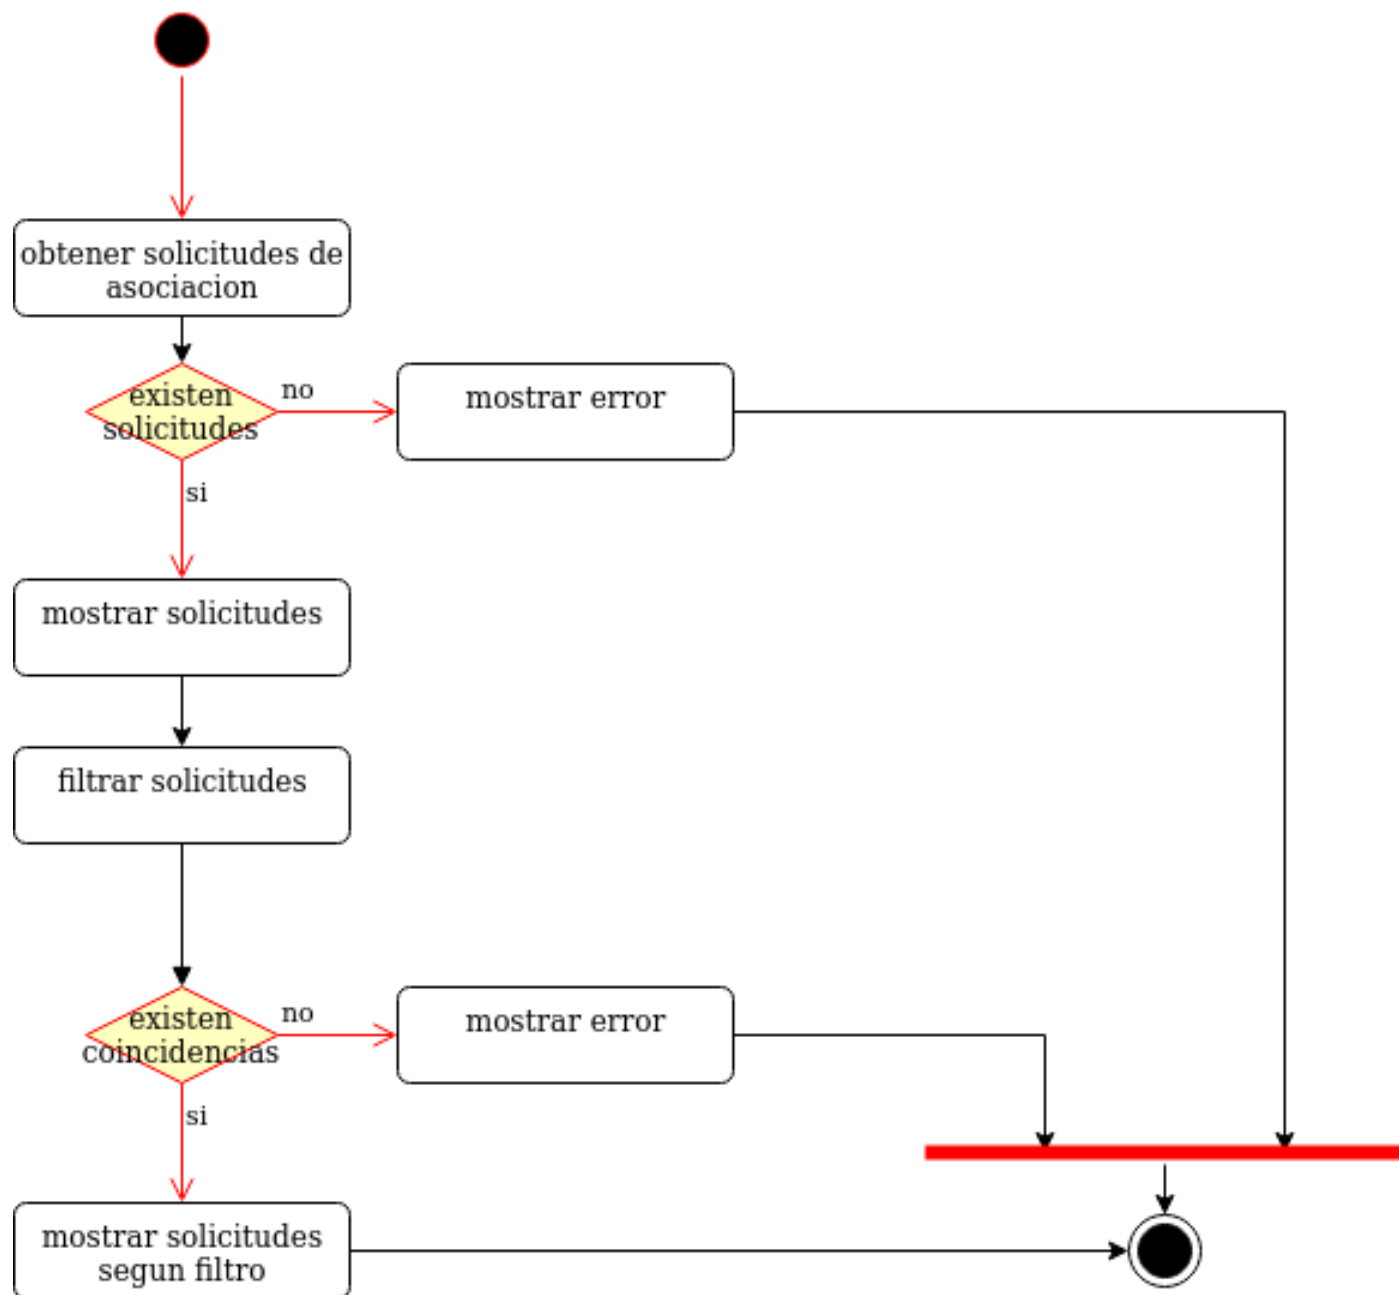 obtener solicitudes de
asociacion
existen
solicitudes
no
mostrar error
si
mostrar solicitudes
filtrar solicitudes
existen
coincidencias
no
mostrar error
si
mostrar solicitudes
segun filtro